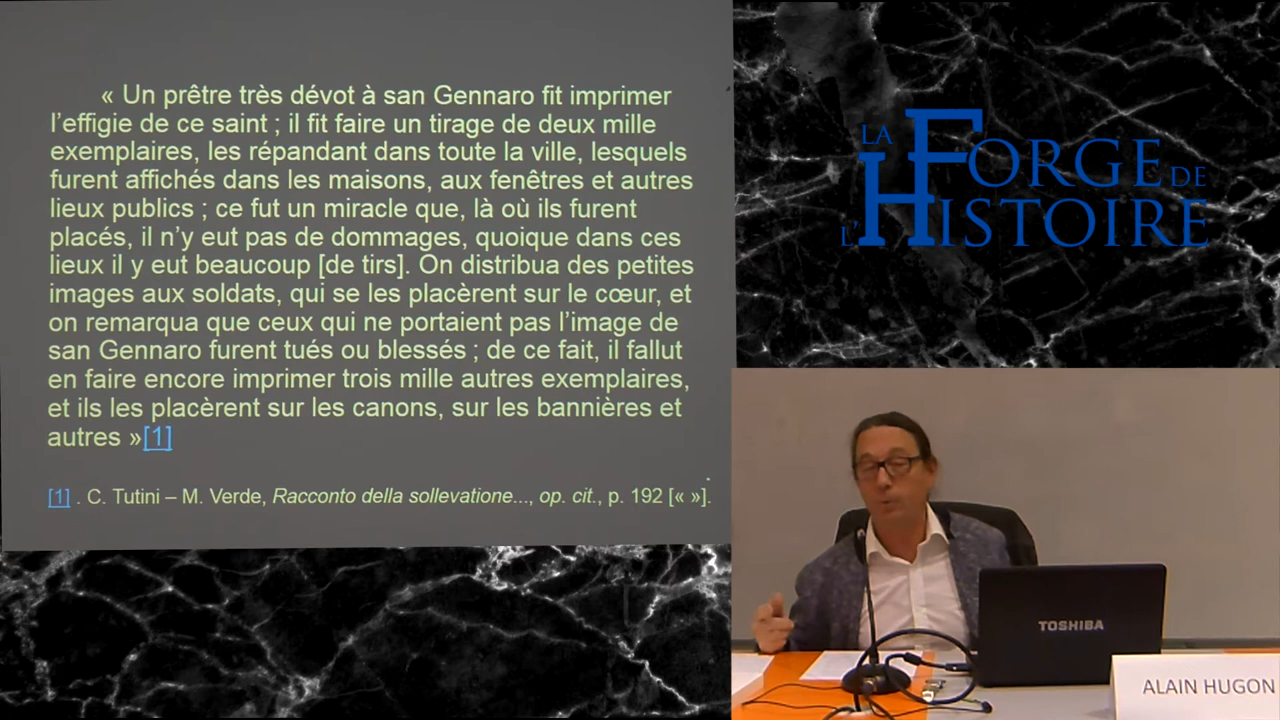 « Un prêtre très dévot à san Gennaro fit imprimer
l'effigie de ce saint ; il fit faire un tirage de deux mille
exemplaires, les répandant dans toute la ville, lesquels
furent affichés dans les maisons, aux fenêtres et autres
lieux publics ; ce fut un miracle que, là où ils furent
placés, il n'y eut pas de dommages, quoique dans ces
lieux il y eut beaucoup [de tirs]. On distribua des petites
images aux soldats, qui se les placèrent sur le cœur, et
on remarqua que ceux qui ne portaient pas l'image de
san Gennaro furent tués ou blessés ; de ce fait, il fallut
en faire encore imprimer trois mille autres exemplaires,
et ils les placèrent sur les canons, sur les bannières et
autres »[1]
[1] . C. Tutini – M. Verde, Racconto della sollevatione..., op. cit., p. 192 [« »].
LA FORGE DE
L'HISTOIRE
TOSHIBA
ALAIN HUGON